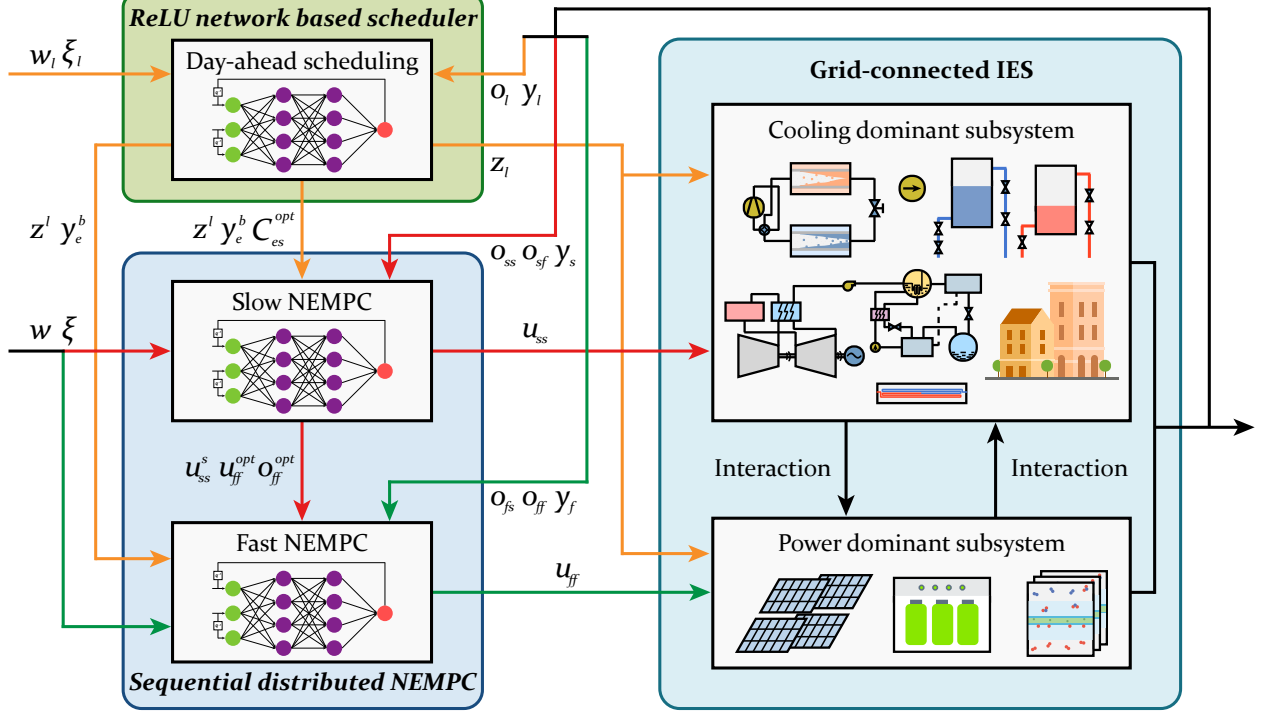 ReLU network based scheduler
w_l ξ_l
Day-ahead scheduling
o_l y_l
z_l
Grid-connected IES
Cooling dominant subsystem
z^l y_e^b
z^l y_e^b C_es^opt
o_ss o_sf y_s
Slow NEMPC
w ξ
u_ss
u_ss^s u_ff^opt o_ff^opt
Interaction
Interaction
o_fs o_ff y_f
Fast NEMPC
u_ff
Power dominant subsystem
Sequential distributed NEMPC